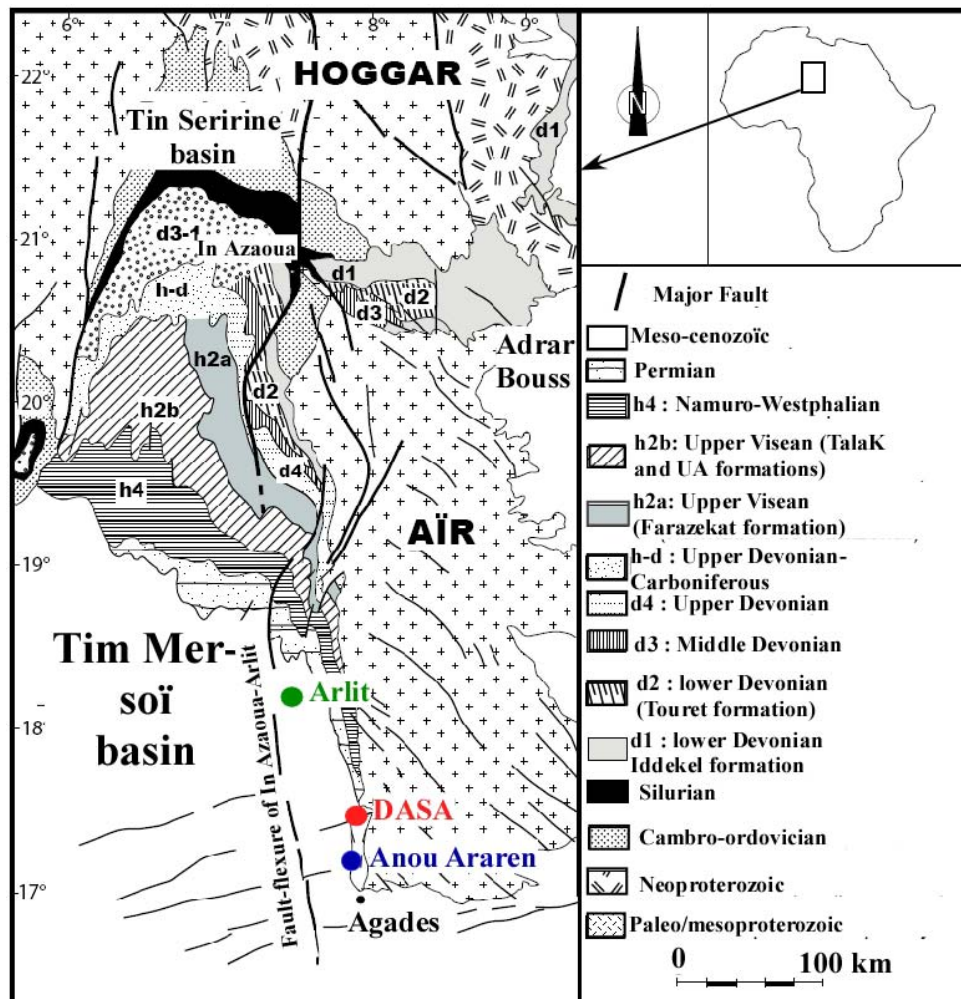 6° 7° 8° 9°
22°
21°
20°
19°
18°
17°
HOGGAR
Tin Seririne
basin
d1
d3-1
In Azaoua
d1
d2
d3
h-d
Adrar
Bouss
h2a
d2
h2b
d4
h4
AÏR
Tim Mer-
soï
basin
Fault-flexure of In Azaoua-Arlit
Arlit
DASA
Anou Araren
Agades
N
Major Fault
Meso-cenozoïc
Permian
h4 : Namuro-Westphalian
h2b: Upper Visean (TalaK
and UA formations)
h2a: Upper Visean
(Farazekat formation)
h-d : Upper Devonian-
Carboniferous
d4 : Upper Devonian
d3 : Middle Devonian
d2 : lower Devonian
(Touret formation)
d1 : lower Devonian
Iddekel formation
Silurian
Cambro-ordovician
Neoproterozoic
Paleo/mesoproterozoic
0 100 km